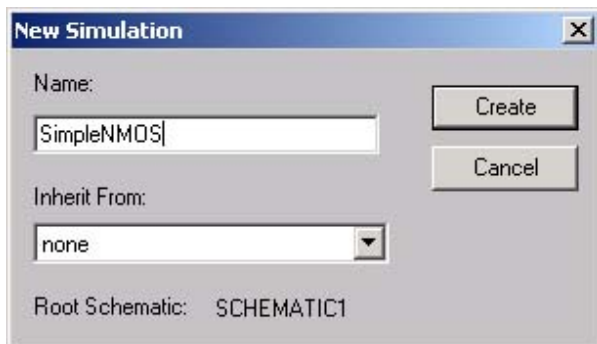 New Simulation
Name:
SimpleNMOS
Create
Cancel
Inherit From:
none
Root Schematic: SCHEMATIC1